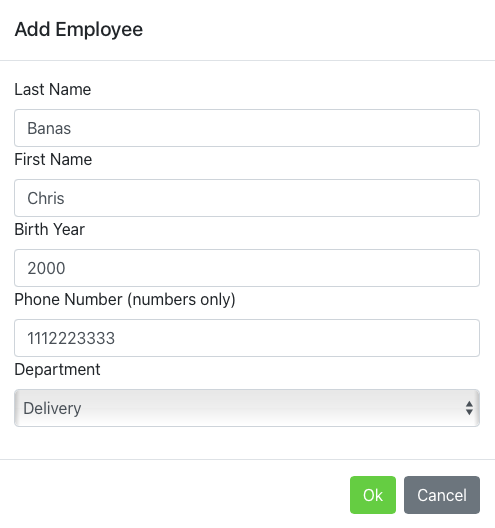 Add Employee
Last Name
Banas
First Name
Chris
Birth Year
2000
Phone Number (numbers only)
1112223333
Department
Delivery
Ok Cancel